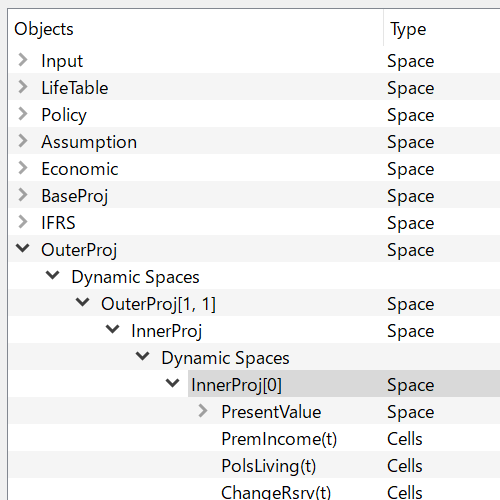 Objects Type
Input Space
LifeTable Space
Policy Space
Assumption Space
Economic Space
BaseProj Space
IFRS Space
OuterProj Space
Dynamic Spaces
OuterProj[1, 1] Space
InnerProj Space
Dynamic Spaces
InnerProj[0] Space
PresentValue Space
PremIncome(t) Cells
PolsLiving(t) Cells
ChangeRsrv(t) Cells